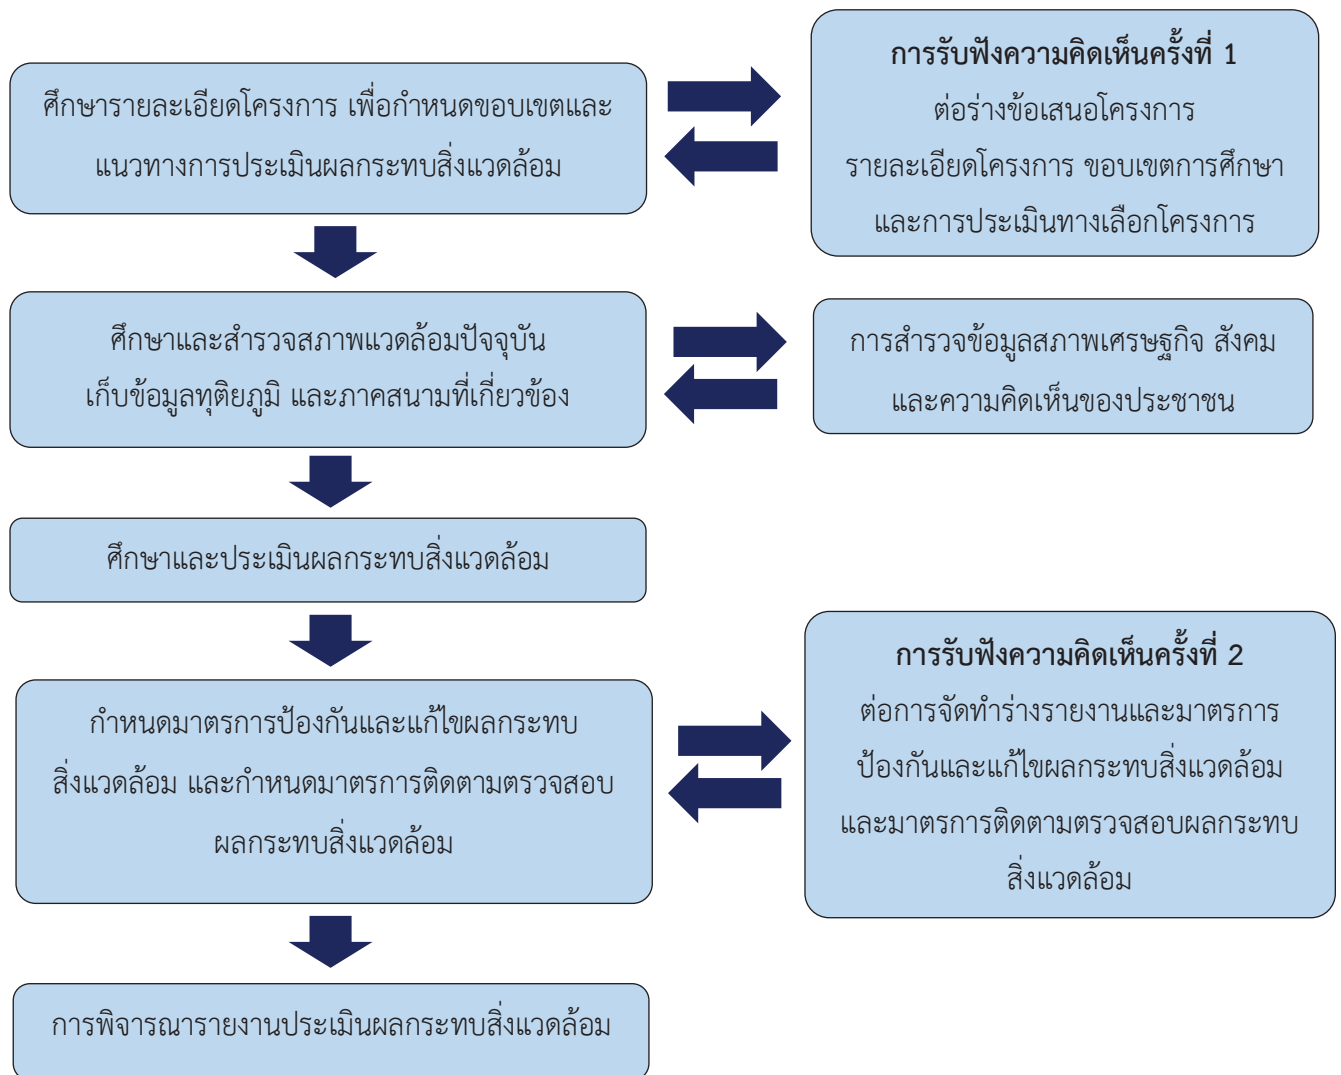 ศึกษารายละเอียดโครงการ เพื่อกำหนดขอบเขตและ
แนวทางการประเมินผลกระทบสิ่งแวดล้อม
การรับฟังความคิดเห็นครั้งที่ 1
ต่อร่างข้อเสนอโครงการ
รายละเอียดโครงการ ขอบเขตการศึกษา
และการประเมินทางเลือกโครงการ
ศึกษาและสำรวจสภาพแวดล้อมปัจจุบัน
เก็บข้อมูลทุติยภูมิ และภาคสนามที่เกี่ยวข้อง
การสำรวจข้อมูลสภาพเศรษฐกิจ สังคม
และความคิดเห็นของประชาชน
ศึกษาและประเมินผลกระทบสิ่งแวดล้อม
กำหนดมาตรการป้องกันและแก้ไขผลกระทบ
สิ่งแวดล้อม และกำหนดมาตรการติดตามตรวจสอบ
ผลกระทบสิ่งแวดล้อม
การรับฟังความคิดเห็นครั้งที่ 2
ต่อการจัดทำร่างรายงานและมาตรการ
ป้องกันและแก้ไขผลกระทบสิ่งแวดล้อม
และมาตรการติดตามตรวจสอบผลกระทบ
สิ่งแวดล้อม
การพิจารณารายงานประเมินผลกระทบสิ่งแวดล้อม